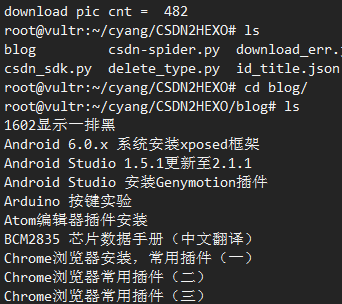 download pic cnt =  482
root@vultr:~/cyang/CSDN2HEXO# ls
blog          csdn-spider.py  download_err.j
csdn_sdk.py  delete_type.py  id_title.json
root@vultr:~/cyang/CSDN2HEXO# cd blog/
root@vultr:~/cyang/CSDN2HEXO/blog# ls
1602显示一排黑
Android 6.0.x 系统安装xposed框架
Android Studio 1.5.1更新至2.1.1
Android Studio 安装Genymotion插件
Arduino 按键实验
Atom编辑器插件安装
BCM2835 芯片数据手册（中文翻译）
Chrome浏览器安装，常用插件（一）
Chrome浏览器常用插件（二）
Chrome浏览器常用插件（三）